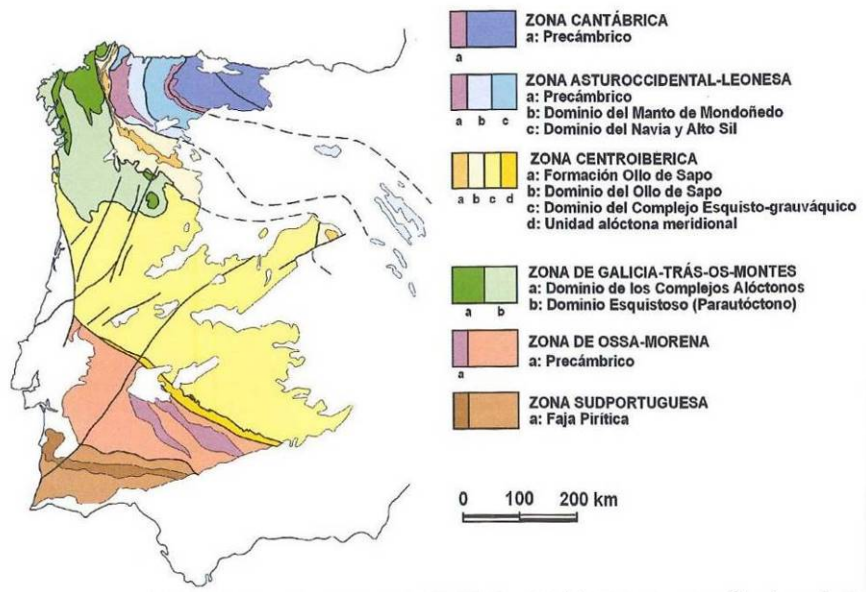 ZONA CANTÁBRICA
a: Precámbrico
a
ZONA ASTUROCCIDENTAL-LEONESA
a: Precámbrico
b: Dominio del Manto de Mondoñedo
c: Dominio del Navia y Alto Sil
a b c
ZONA CENTROIBÉRICA
a: Formación Ollo de Sapo
b: Dominio del Ollo de Sapo
c: Dominio del Complejo Esquisto-grauváquico
d: Unidad alóctona meridional
a b c d
ZONA DE GALICIA-TRÁS-OS-MONTES
a: Dominio de los Complejos Alóctonos
b: Dominio Esquistoso (Parautóctono)
a b
ZONA DE OSSA-MORENA
a: Precámbrico
a
ZONA SUDPORTUGUESA
a: Faja Pirítica
0 100 200 km